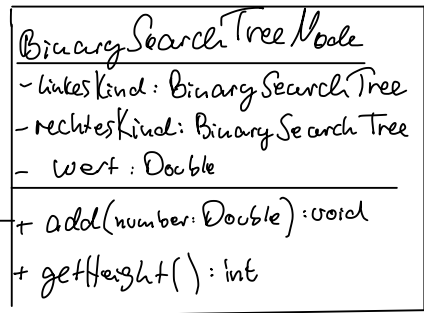 BinarySearchTreeNode
- linkesKind: BinarySearchTree
- rechtesKind: BinarySearchTree
- wert: Double
+ add(number: Double): void
+ getHeight(): int